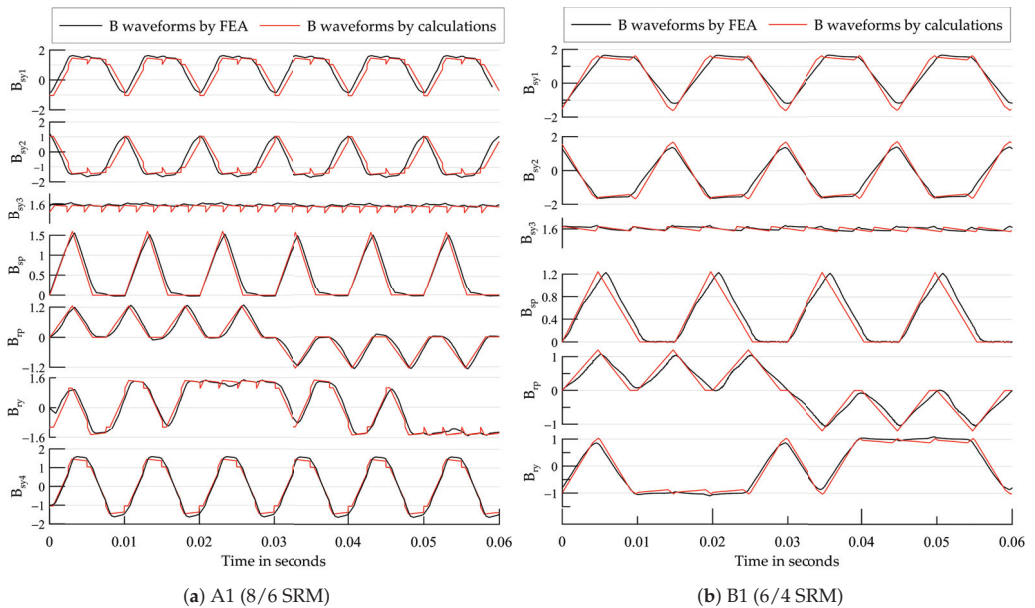 B waveforms by FEA
B waveforms by calculations
B waveforms by FEA
B waveforms by calculations
B_sy1
2
1
0
−1
−2
B_sy2
2
1
0
−1
−2
B_sy3
1.6
B_sp
1.5
1
0.5
0
B_rp
1.2
0
−1.2
B_ry
1.6
0
−1.6
B_sy4
2
1
0
−1
−2
0
0.01
0.02
0.03
0.04
0.05
0.06
Time in seconds
(a) A1 (8/6 SRM)
B_sy1
2
0
−2
B_sy2
2
0
−2
B_sy3
1.6
B_sp
1.2
0.8
0.4
0
B_rp
1
0
−1
B_ry
1
0
−1
0
0.01
0.02
0.03
0.04
0.05
0.06
Time in seconds
(b) B1 (6/4 SRM)